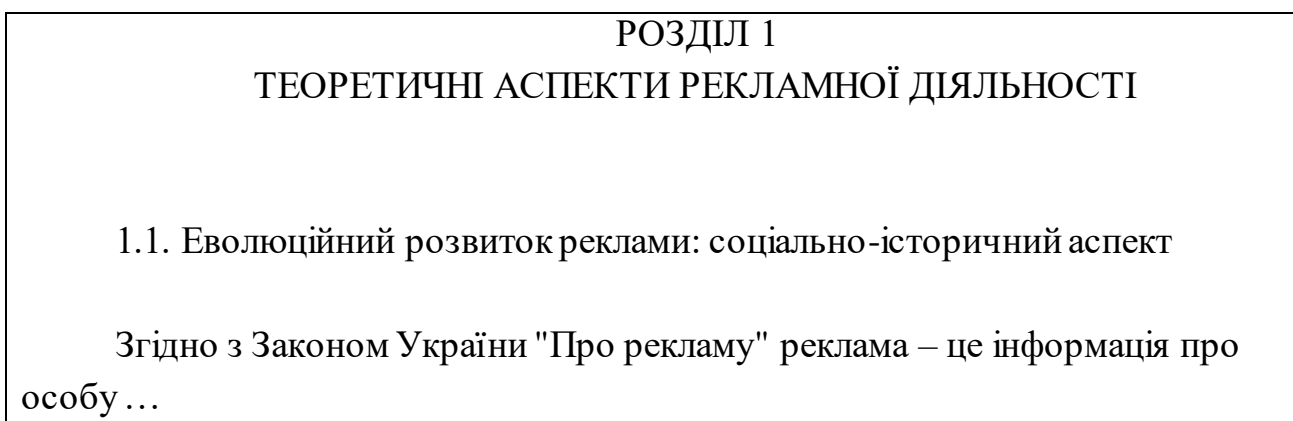 РОЗДІЛ 1
ТЕОРЕТИЧНІ АСПЕКТИ РЕКЛАМНОЇ ДІЯЛЬНОСТІ
1.1. Еволюційний розвиток реклами: соціально-історичний аспект
Згідно з Законом України "Про рекламу" реклама – це інформація про
особу …